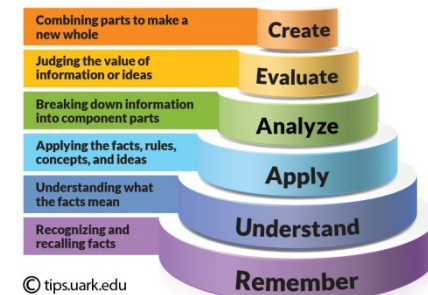 Combining parts to make a
new whole
Create
Judging the value of
information or ideas
Evaluate
Breaking down information
into component parts
Analyze
Applying the facts, rules,
concepts, and ideas
Apply
Understanding what
the facts mean
Understand
Recognizing and
recalling facts
Remember
© tips.uark.edu